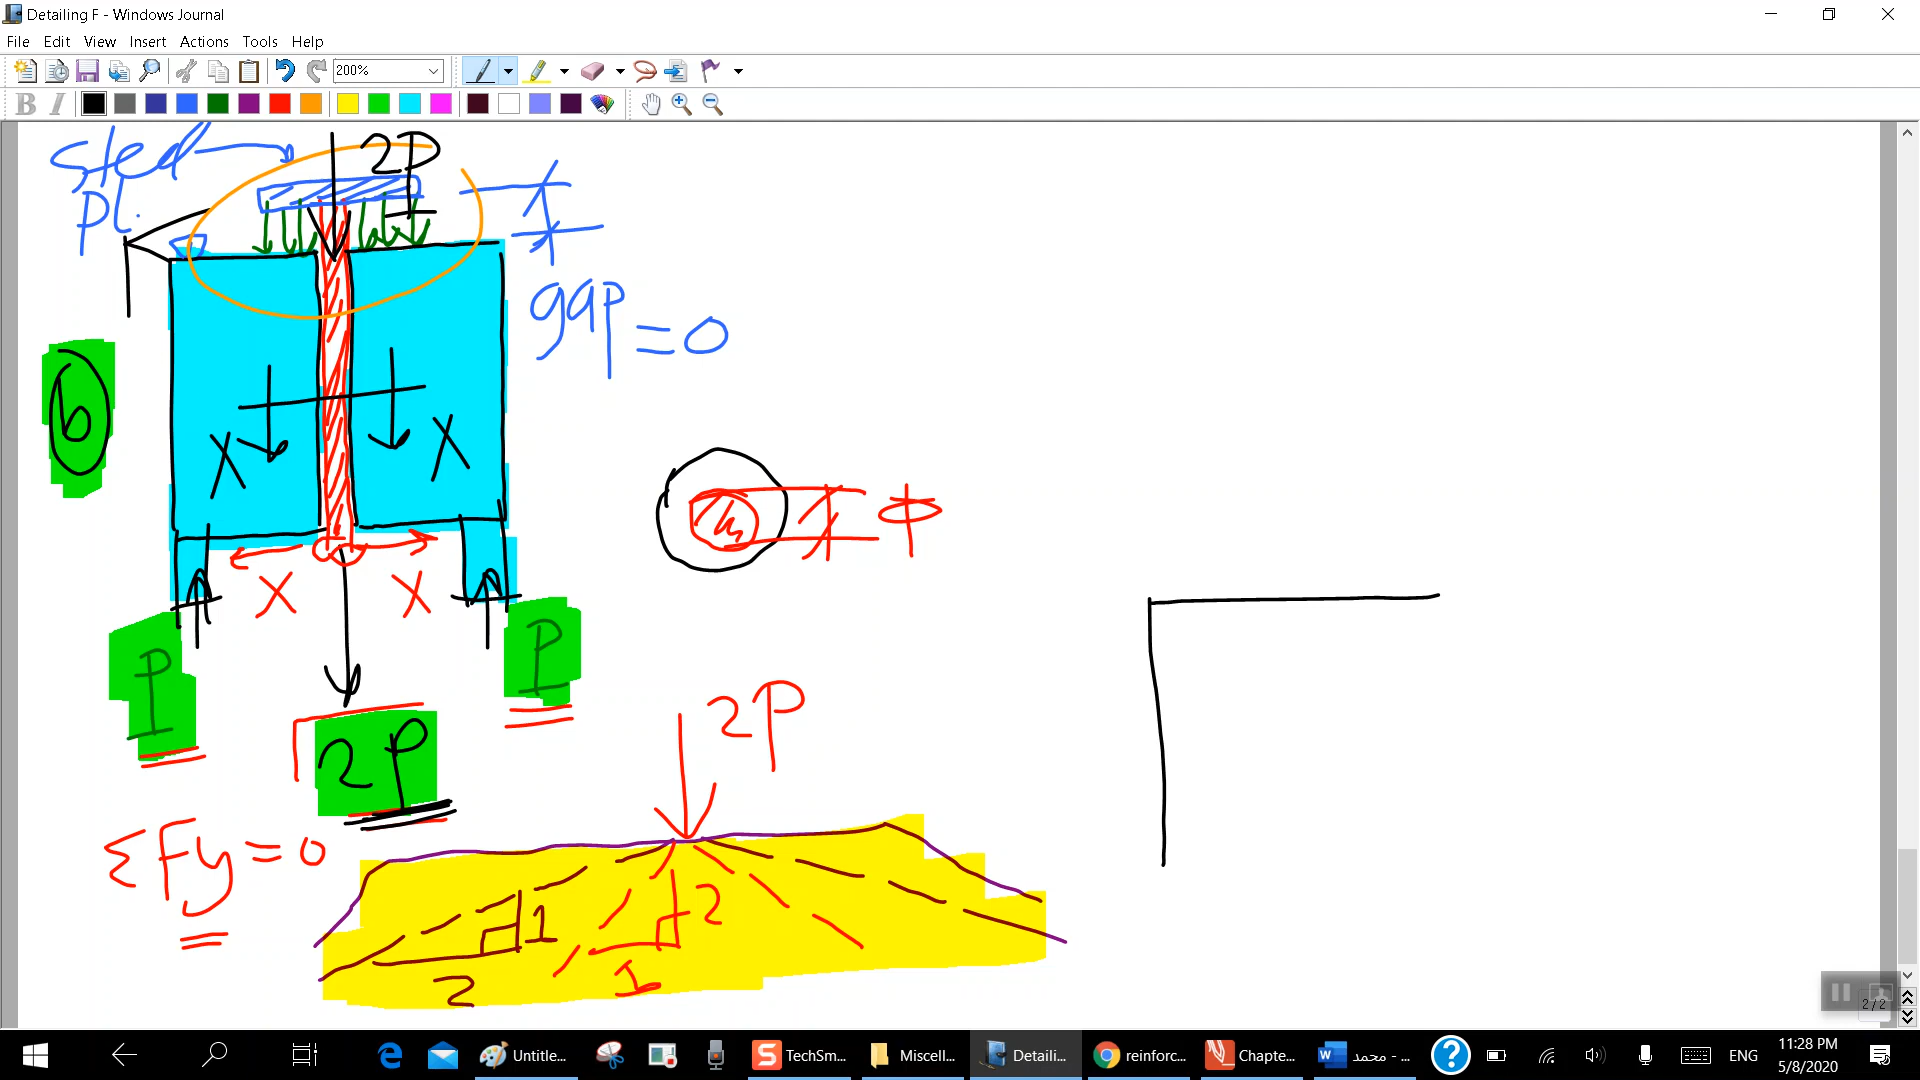 Detailing F - Windows Journal
File Edit View Insert Actions Tools Help
200%
B I
steel
pl.
2P
gap = 0
b
X X
Φ
X X
P P
2P
ΣFy = 0
2P
1 2
2 1
2 / 2
Untitle...
TechSm...
Miscell...
Detaili...
reinforc...
Chapte...
محمد - ...
ENG
11:28 PM
5/8/2020